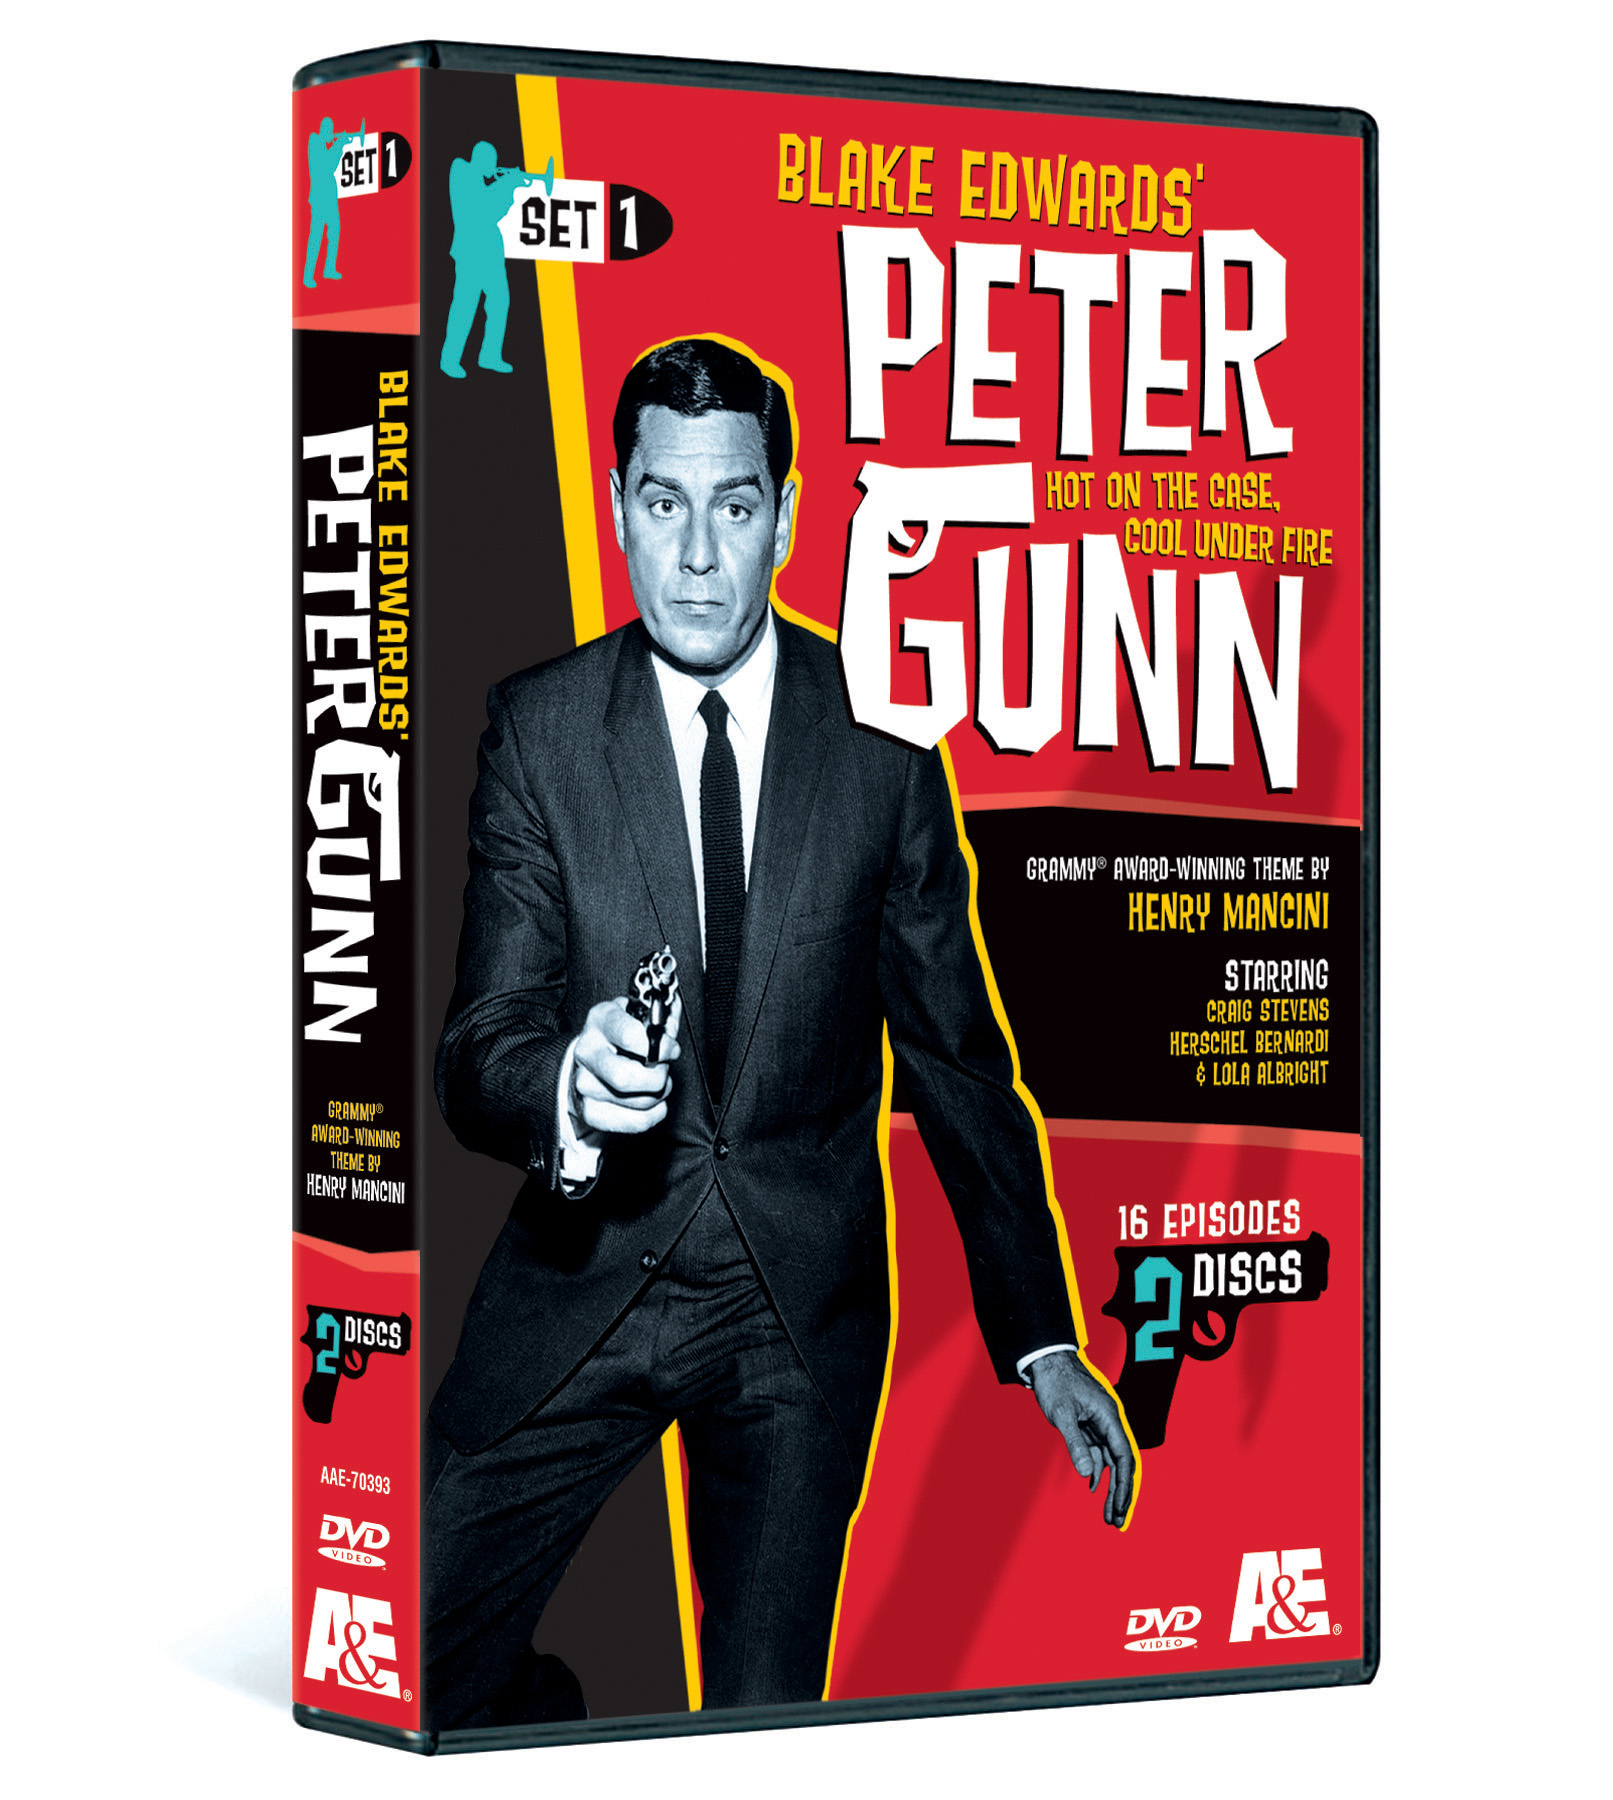 SET 1
BLAKE EDWARDS'
PETER GUNN
GRAMMY®
AWARD-WINNING
THEME BY
HENRY MANCINI
2 DISCS
AAE-70393
DVD
VIDEO
A&E®
SET 1
BLAKE EDWARDS'
PETER
HOT ON THE CASE,
COOL UNDER FIRE
GUNN
GRAMMY® AWARD-WINNING THEME BY
HENRY MANCINI
STARRING
CRAIG STEVENS
HERSCHEL BERNARDI
& LOLA ALBRIGHT
16 EPISODES
2 DISCS
DVD
VIDEO
A&E®